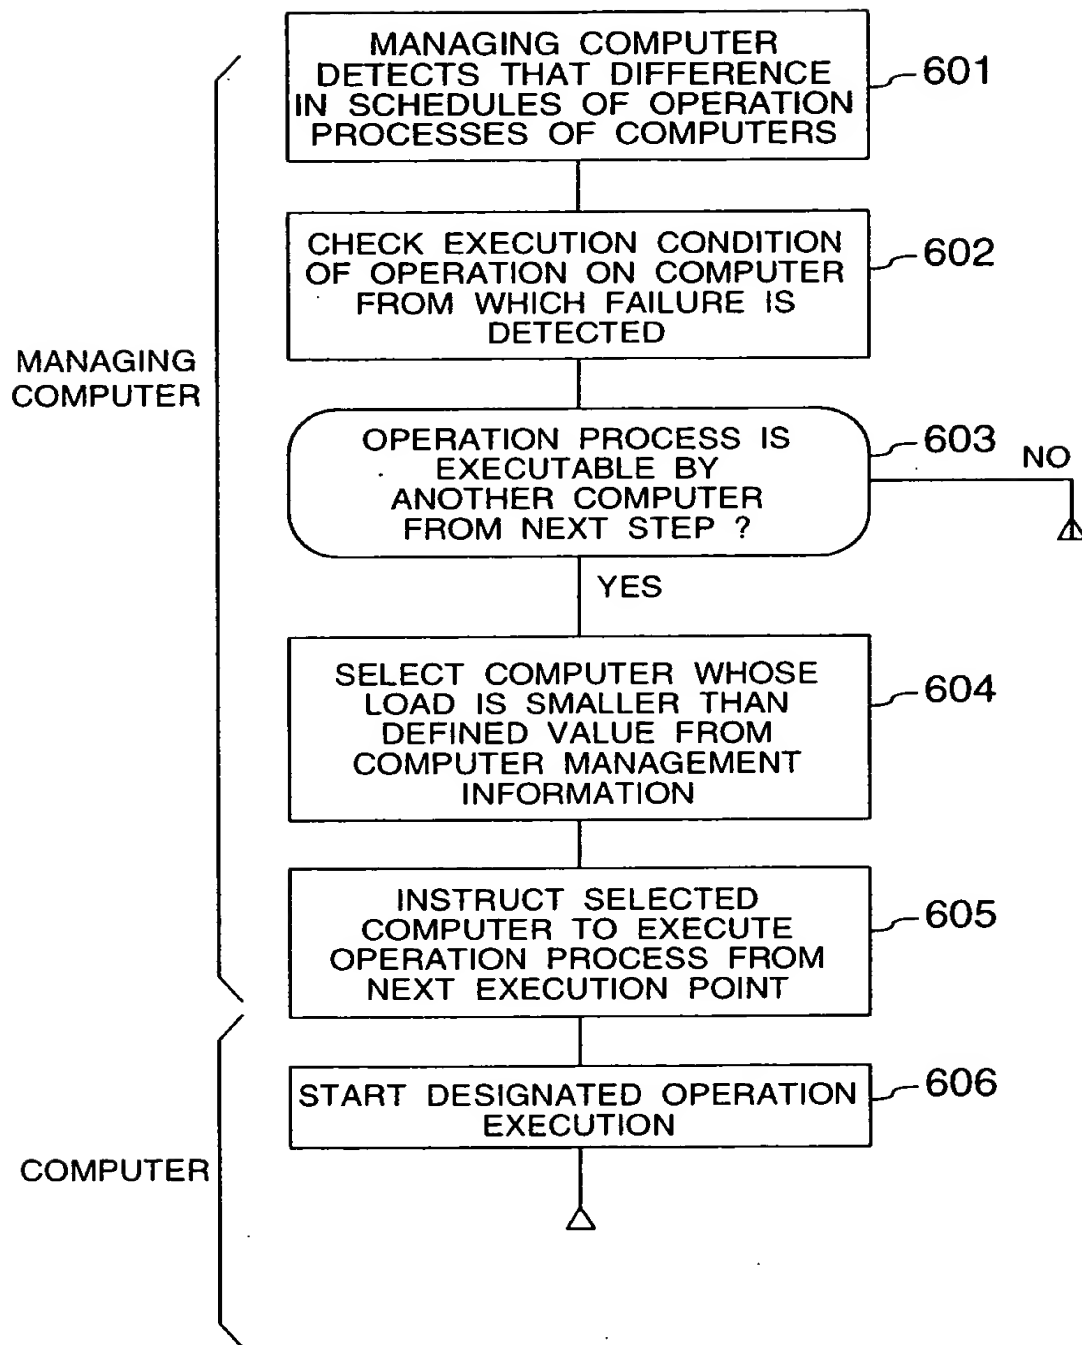 MANAGING COMPUTER
DETECTS THAT DIFFERENCE
IN SCHEDULES OF OPERATION
PROCESSES OF COMPUTERS
601
CHECK EXECUTION CONDITION
OF OPERATION ON COMPUTER
FROM WHICH FAILURE IS
DETECTED
602
MANAGING
COMPUTER
OPERATION PROCESS IS
EXECUTABLE BY
ANOTHER COMPUTER
FROM NEXT STEP ?
603
NO
YES
SELECT COMPUTER WHOSE
LOAD IS SMALLER THAN
DEFINED VALUE FROM
COMPUTER MANAGEMENT
INFORMATION
604
INSTRUCT SELECTED
COMPUTER TO EXECUTE
OPERATION PROCESS FROM
NEXT EXECUTION POINT
605
START DESIGNATED OPERATION
EXECUTION
606
COMPUTER